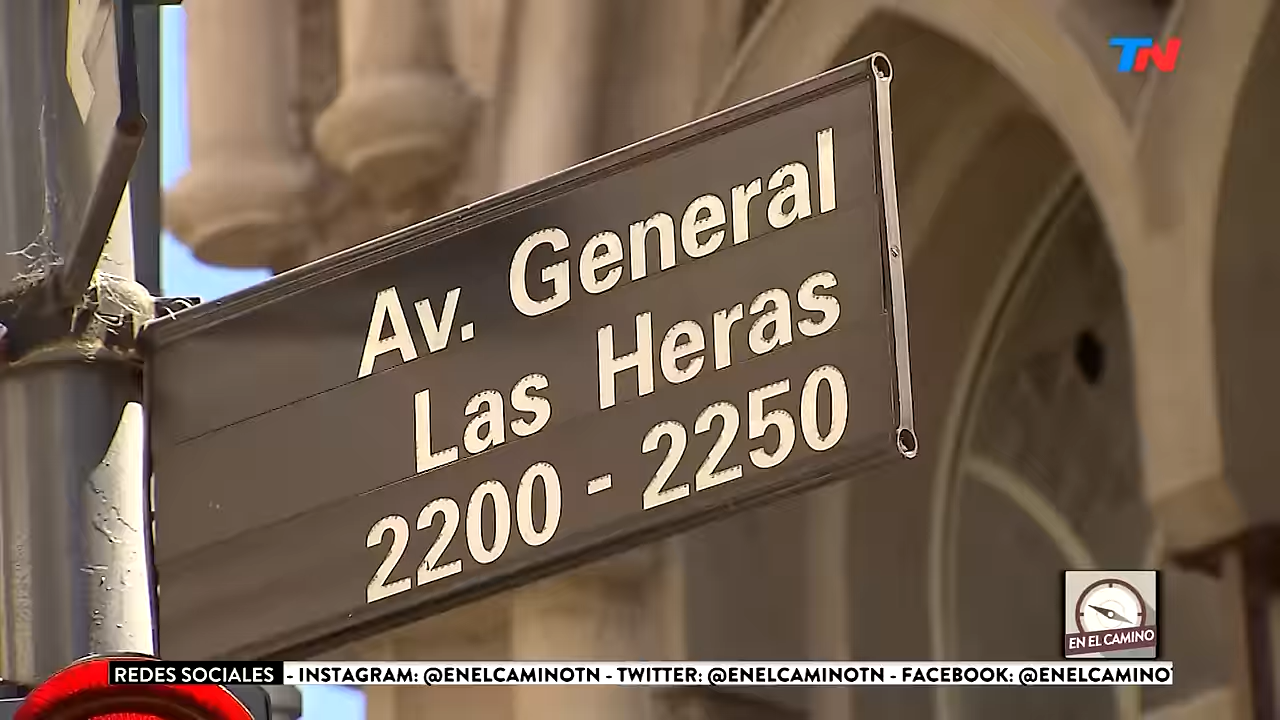 TN
Av. General
Las Heras
2200 - 2250
EN EL CAMINO
REDES SOCIALES - INSTAGRAM: @ENELCAMINOTN - TWITTER: @ENELCAMINOTN - FACEBOOK: @ENELCAMINO